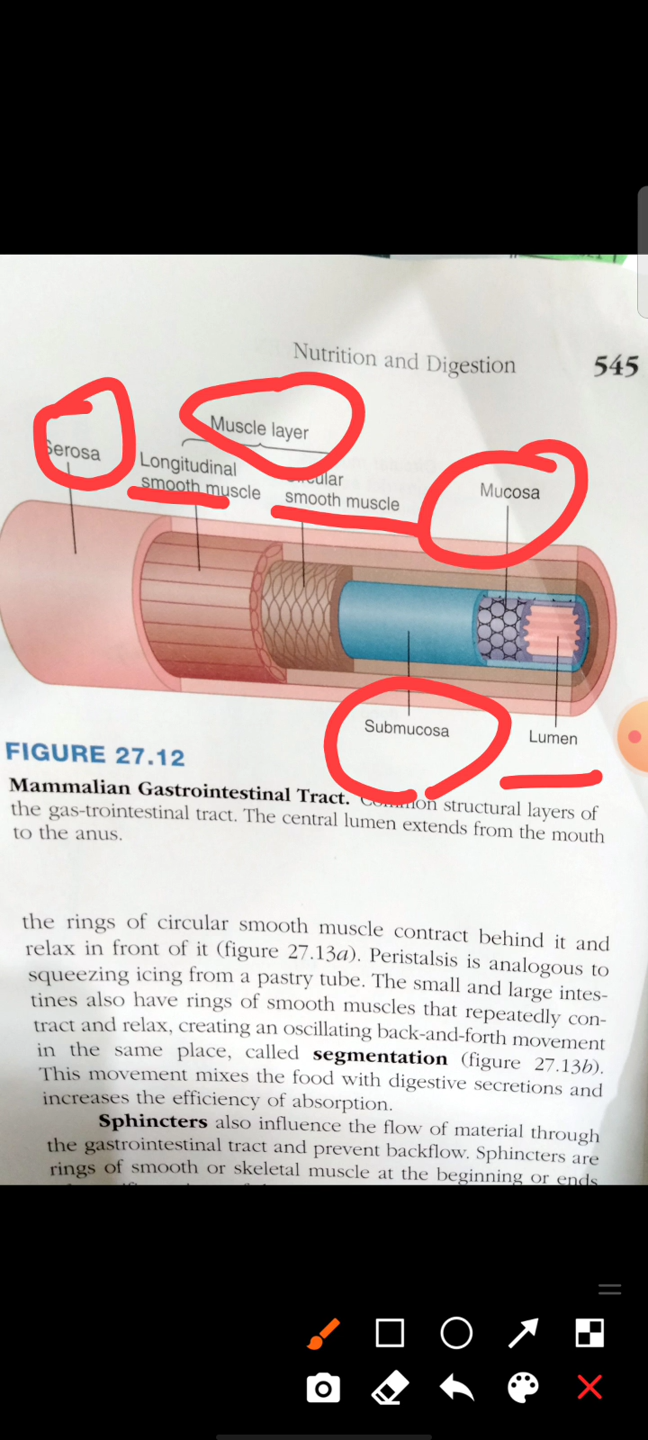 Nutrition and Digestion 545
Muscle layer
Serosa
Longitudinal
smooth muscle
smooth muscle
Mucosa
Submucosa
Lumen
FIGURE 27.12
Mammalian Gastrointestinal Tract. Common structural layers of
the gas-trointestinal tract. The central lumen extends from the mouth
to the anus.
the rings of circular smooth muscle contract behind it and
relax in front of it (figure 27.13a). Peristalsis is analogous to
squeezing icing from a pastry tube. The small and large intes-
tines also have rings of smooth muscles that repeatedly con-
tract and relax, creating an oscillating back-and-forth movement
in the same place, called segmentation (figure 27.13b).
This movement mixes the food with digestive secretions and
increases the efficiency of absorption.
Sphincters also influence the flow of material through
the gastrointestinal tract and prevent backflow. Sphincters are
rings of smooth or skeletal muscle at the beginning or ends